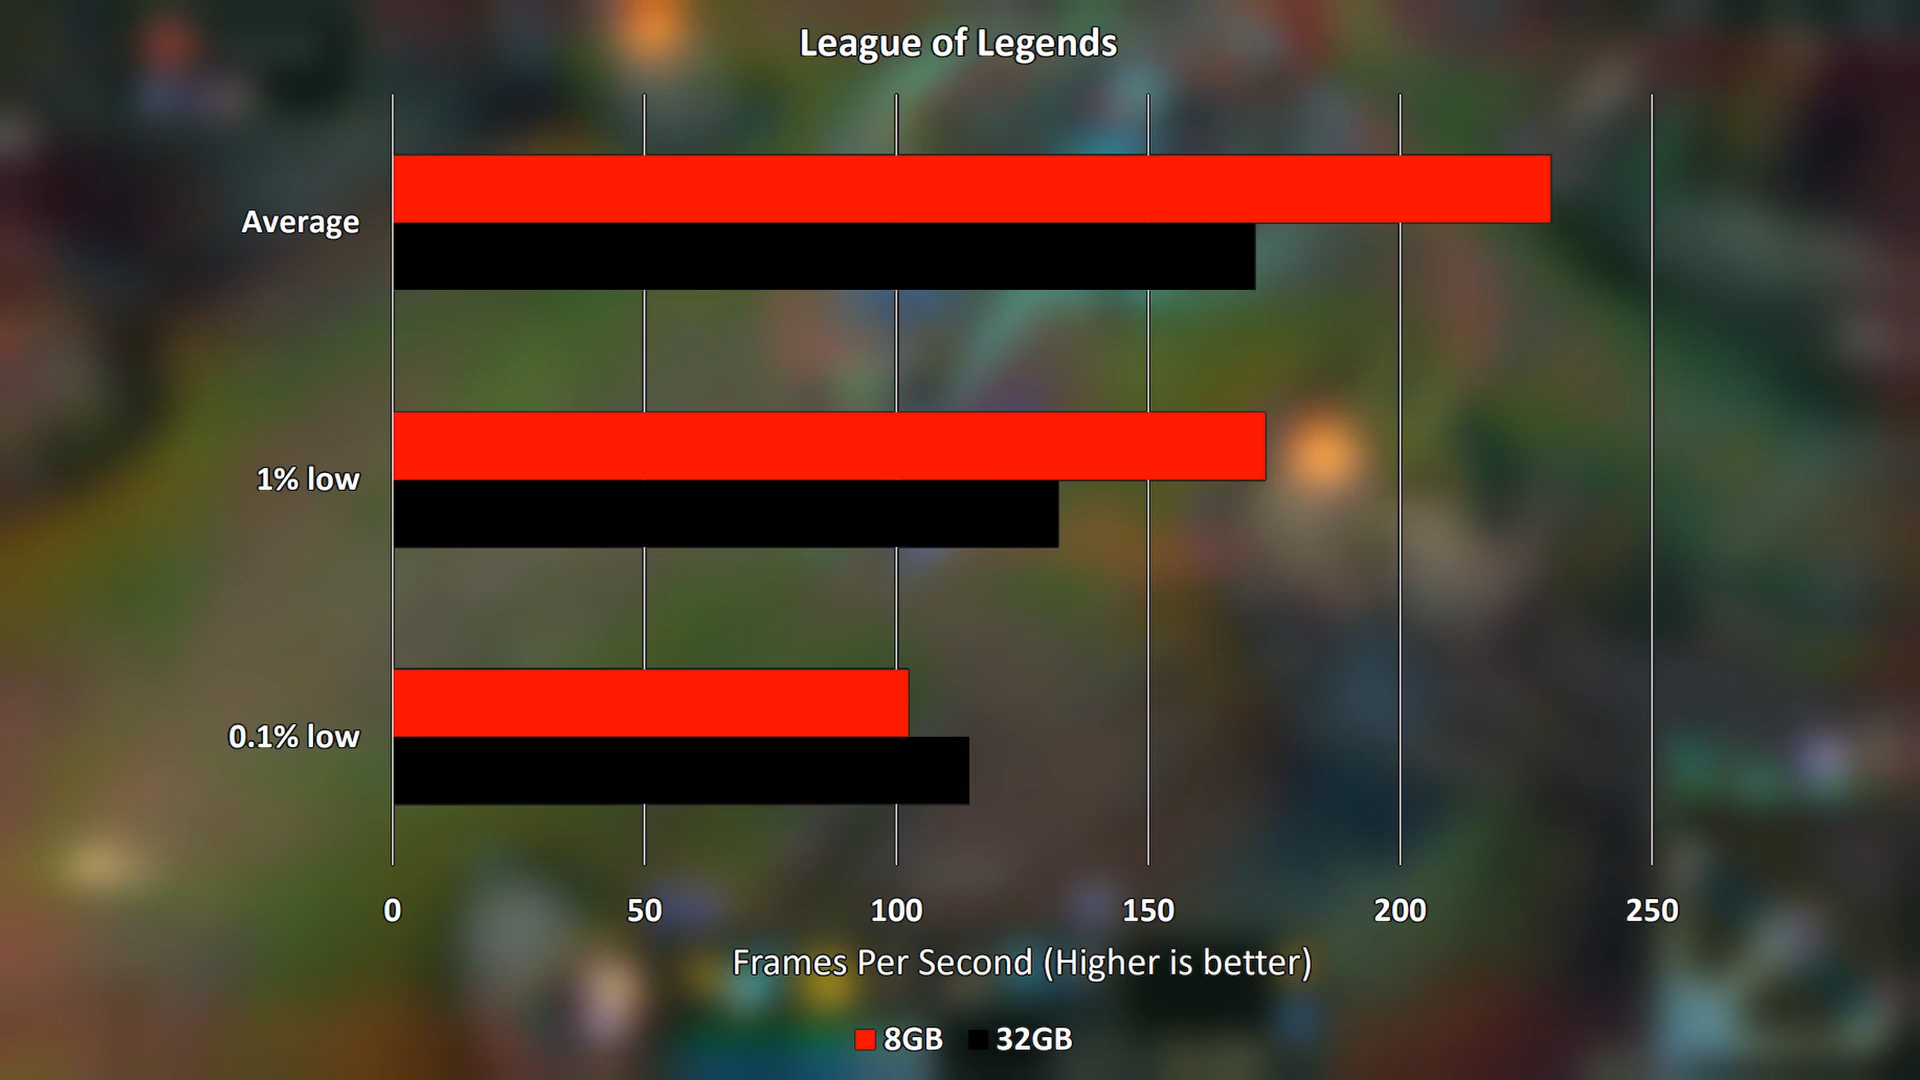 League of Legends
Average
1% low
0.1% low
0 50 100 150 200 250
Frames Per Second (Higher is better)
8GB 32GB